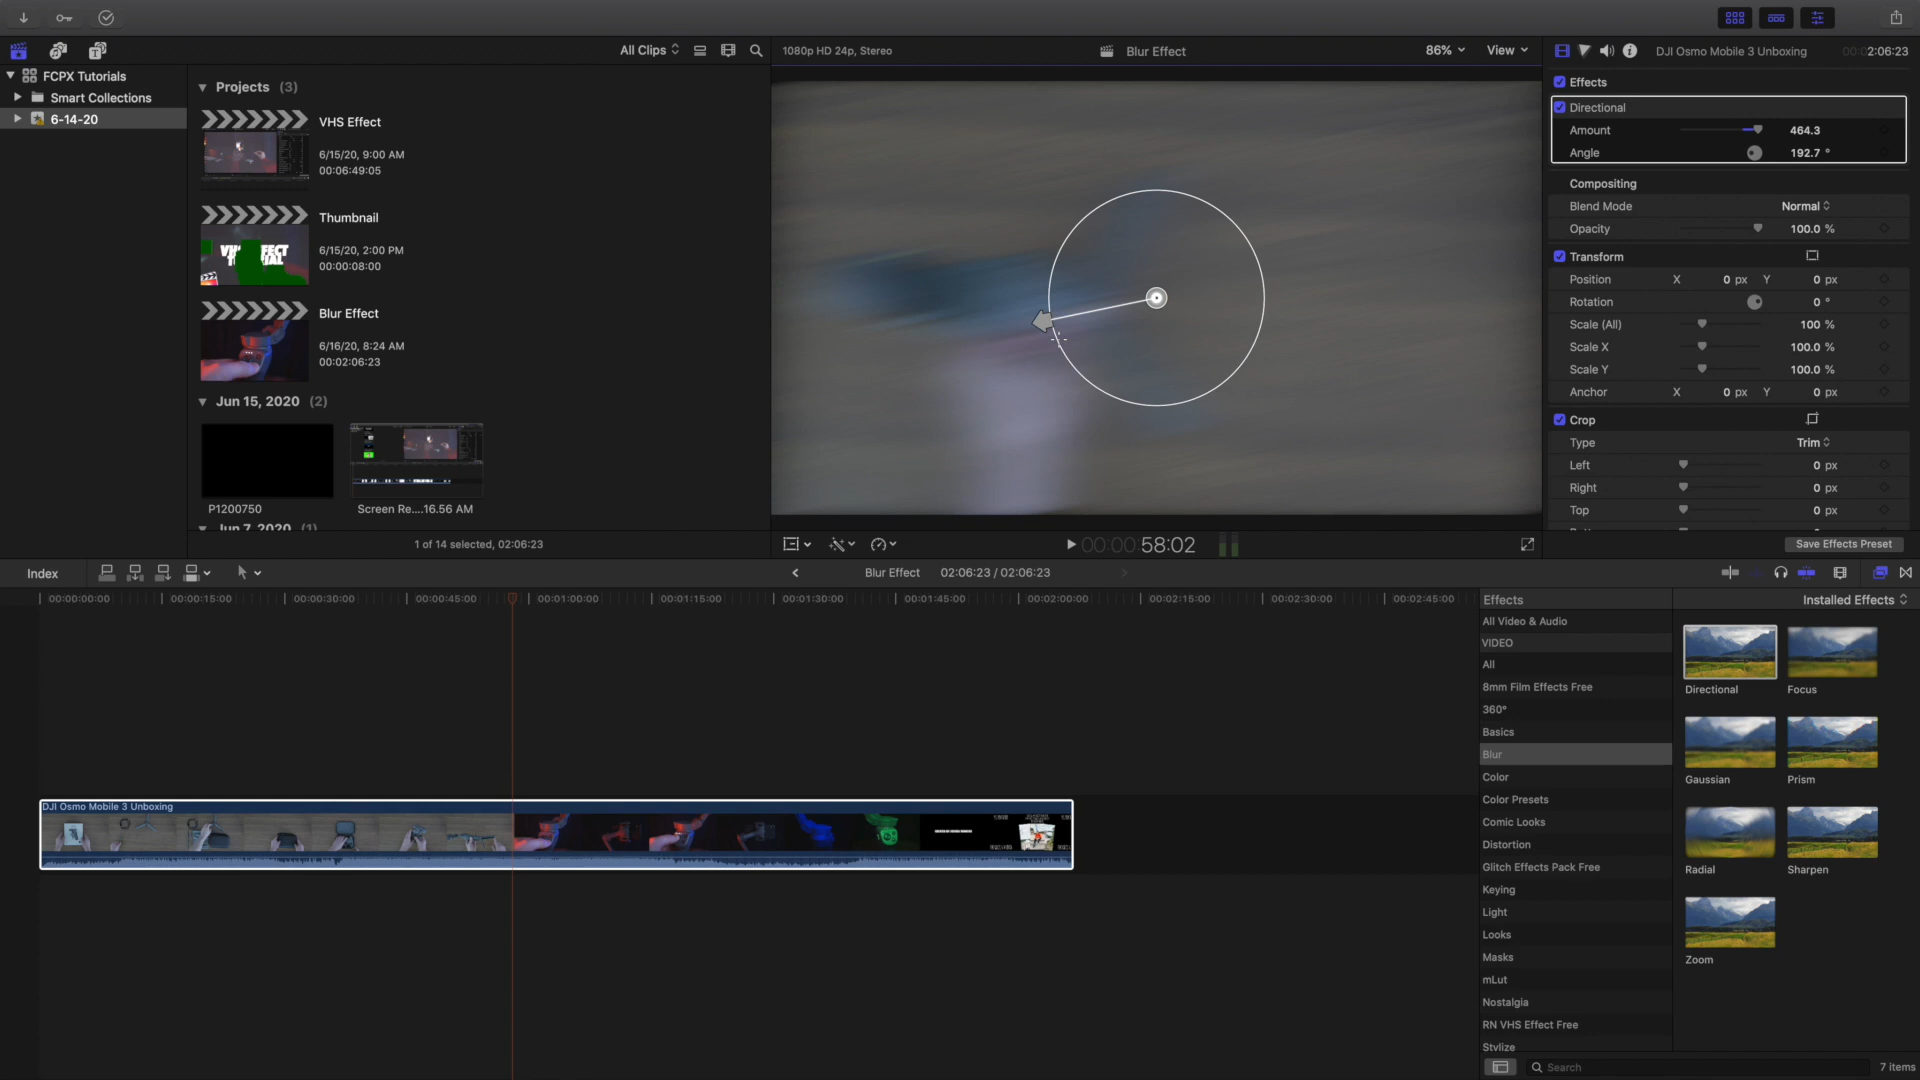 All Clips
1080p HD 24p, Stereo
Blur Effect
86%
View
DJI Osmo Mobile 3 Unboxing
00:02:06:23
FCPX Tutorials
Smart Collections
6-14-20
Projects (3)
VHS Effect
6/15/20, 9:00 AM
00:06:49:05
Thumbnail
6/15/20, 2:00 PM
00:00:08:00
Blur Effect
6/16/20, 8:24 AM
00:02:06:23
Jun 15, 2020 (2)
P1200750
Screen Re....16.56 AM
Jun 7, 2020 (1)
1 of 14 selected, 02:06:23
00:00:58:02
Effects
Directional
Amount 464.3
Angle 192.7 °
Compositing
Blend Mode Normal
Opacity 100.0 %
Transform
Position X 0 px Y 0 px
Rotation 0 °
Scale (All) 100 %
Scale X 100.0 %
Scale Y 100.0 %
Anchor X 0 px Y 0 px
Crop
Type Trim
Left 0 px
Right 0 px
Top 0 px
Save Effects Preset
Index
Blur Effect 02:06:23 / 02:06:23
00:00:00:00 00:00:15:00 00:00:30:00 00:00:45:00 00:01:00:00 00:01:15:00 00:01:30:00 00:01:45:00 00:02:00:00 00:02:15:00 00:02:30:00 00:02:45:00
DJI Osmo Mobile 3 Unboxing
Effects
Installed Effects
All Video & Audio
VIDEO
All
8mm Film Effects Free
360°
Basics
Blur
Color
Color Presets
Comic Looks
Distortion
Glitch Effects Pack Free
Keying
Light
Looks
Masks
mLut
Nostalgia
RN VHS Effect Free
Stylize
Directional
Focus
Gaussian
Prism
Radial
Sharpen
Zoom
Search
7 items